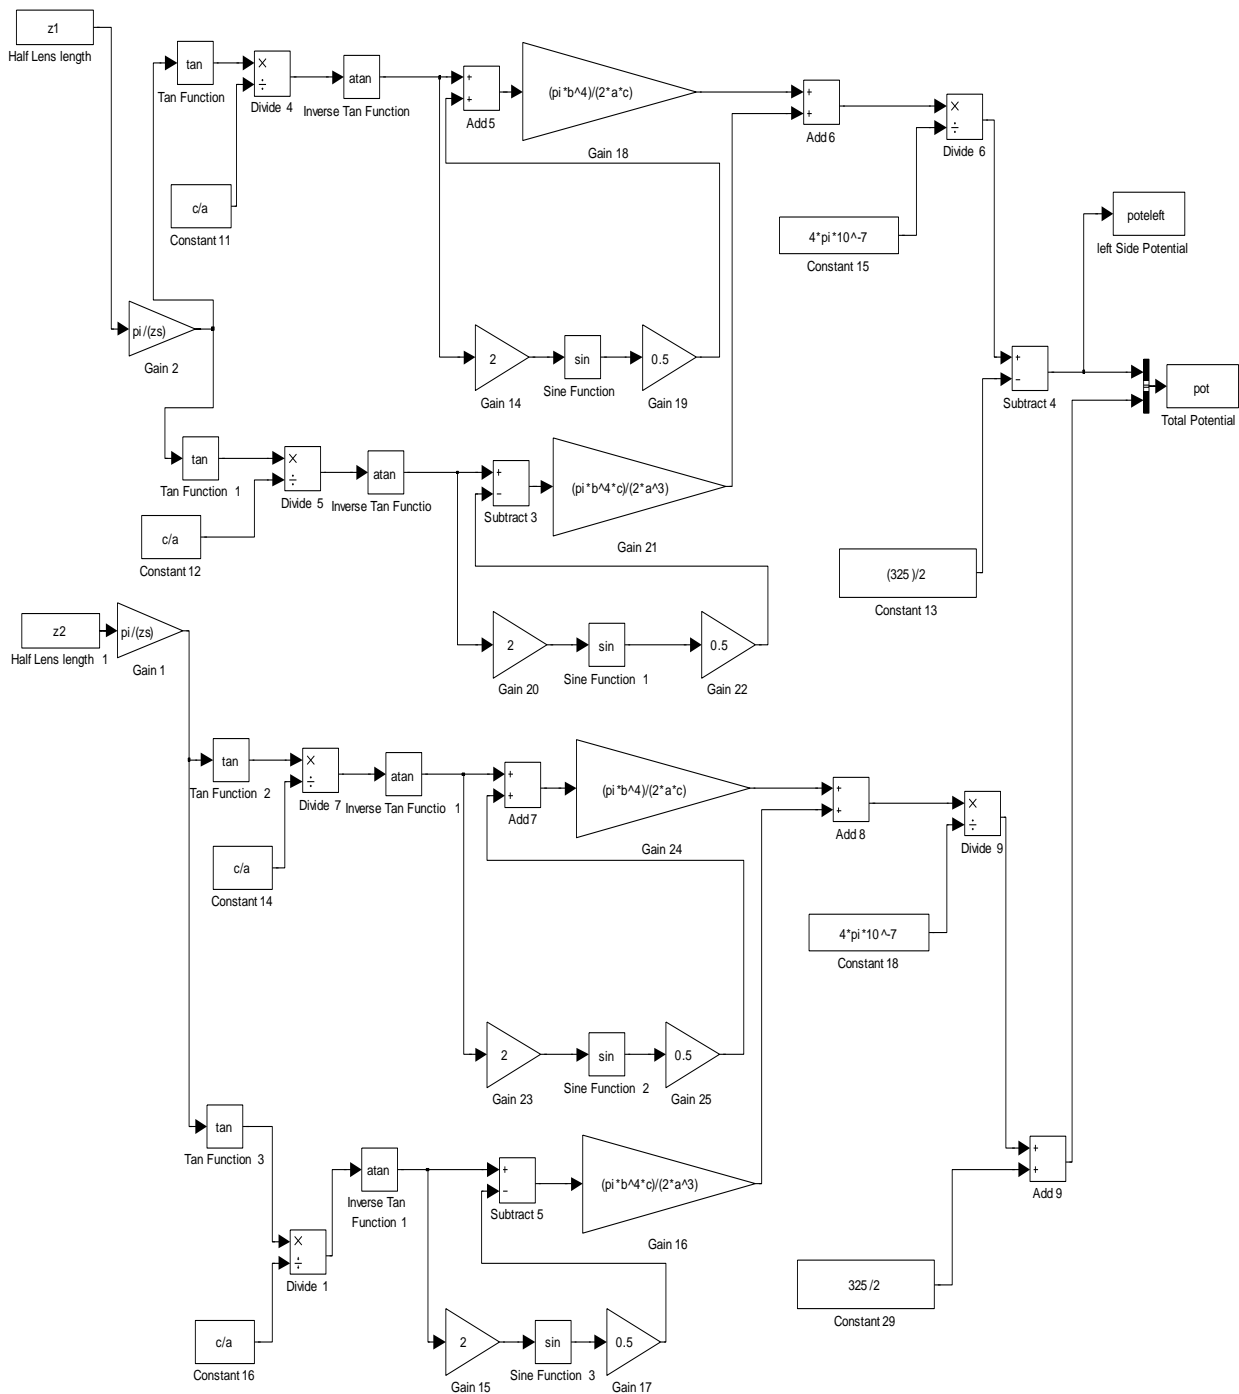 z1
Half Lens length
tan
Tan Function
×
÷
Divide 4
atan
Inverse Tan Function
+
+
Add 5
(pi*b^4)/(2*a*c)
Gain 18
+
+
Add 6
×
÷
Divide 6
c/a
Constant 11
4*pi*10^-7
Constant 15
poteleft
left Side Potential
pi/(zs)
Gain 2
2
Gain 14
sin
Sine Function
0.5
Gain 19
+
−
Subtract 4
pot
Total Potential
tan
Tan Function 1
×
÷
Divide 5
atan
Inverse Tan Functio
+
−
Subtract 3
(pi*b^4*c)/(2*a^3)
Gain 21
c/a
Constant 12
(325)/2
Constant 13
z2
Half Lens length 1
pi/(zs)
Gain 1
2
Gain 20
sin
Sine Function 1
0.5
Gain 22
tan
Tan Function 2
×
÷
Divide 7
atan
Inverse Tan Functio 1
+
+
Add 7
(pi*b^4)/(2*a*c)
Gain 24
+
+
Add 8
×
÷
Divide 9
c/a
Constant 14
4*pi*10^-7
Constant 18
2
Gain 23
sin
Sine Function 2
0.5
Gain 25
tan
Tan Function 3
atan
Inverse Tan
Function 1
+
−
Subtract 5
(pi*b^4*c)/(2*a^3)
Gain 16
+
+
Add 9
×
÷
Divide 1
325/2
Constant 29
c/a
Constant 16
2
Gain 15
sin
Sine Function 3
0.5
Gain 17